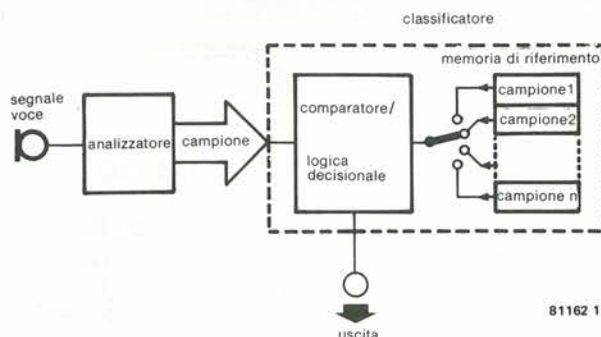 classificatore
memoria di riferimento
segnale
voce
analizzatore
campione
comparatore/
logica
decisionale
campione1
campione2
campione n
uscita
81162 1